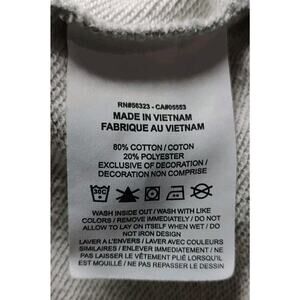 RN#56323 - CA#05553
MADE IN VIETNAM
FABRIQUE AU VIETNAM
80% COTTON / COTON
20% POLYESTER
EXCLUSIVE OF DECORATION /
DECORATION NON COMPRISE
30C
WASH INSIDE OUT / WASH WITH LIKE
COLORS / REMOVE IMMEDIATELY / DO NOT
ALLOW TO LAY ON ITSELF WHEN WET / DO
NOT IRON DESIGN
LAVER A L'ENVERS / LAVER AVEC COULEURS
SIMILAIRES / ENLEVER IMMEDIATEMENT / NE
PAS LAISSER LE VÊTEMENT PLIÉ LORSQU'IL
EST MOUILLÉ / NE PAS REPASSER LE DESSIN